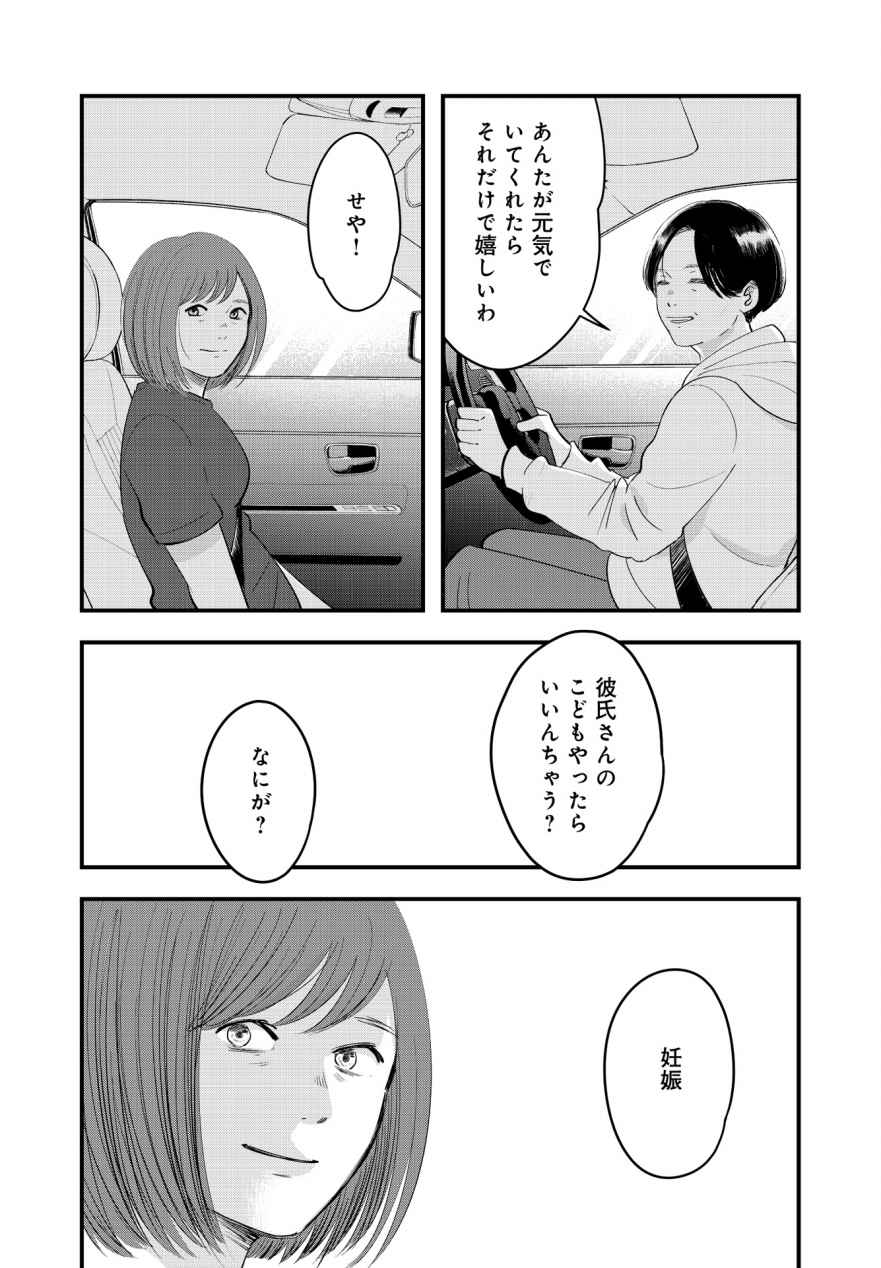 あんたが元気で
いてくれたら
それだけで嬉しいわ
せや！
彼氏さんの
こどもやったら
いいんちゃう？
なにが？
妊娠